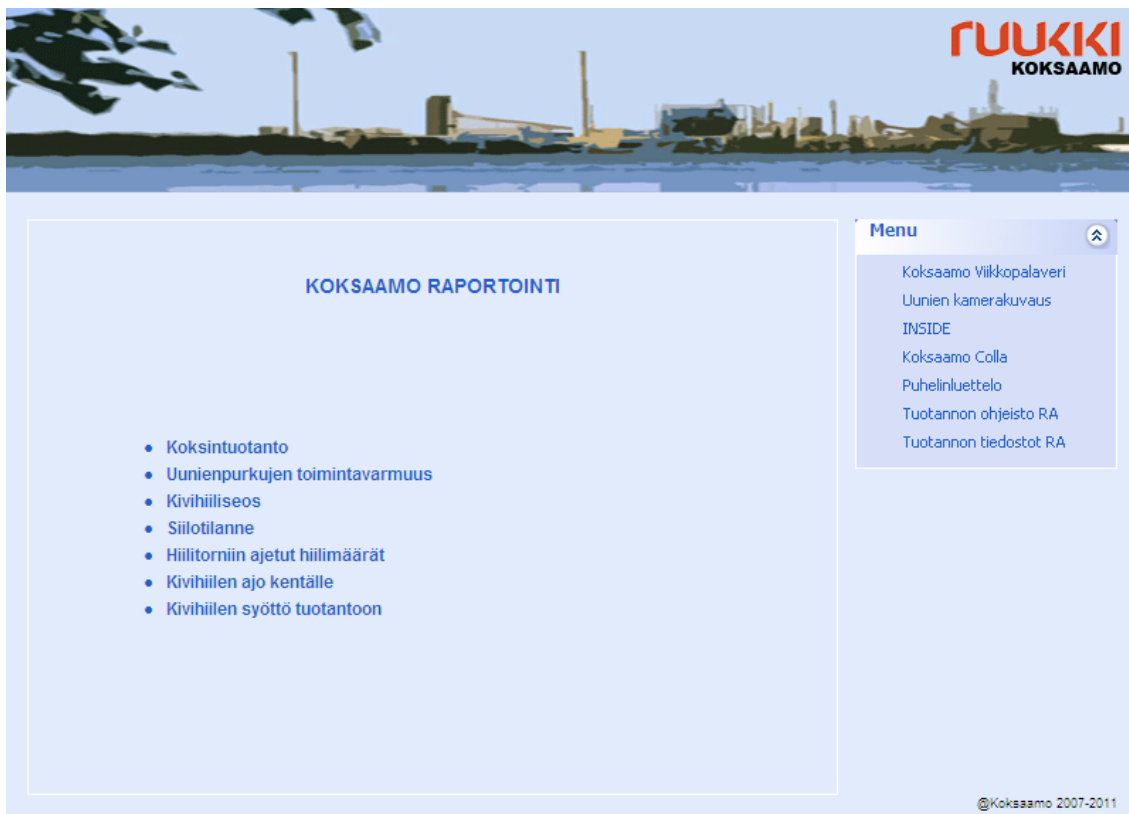 ruukki
KOKSAAMO
KOKSAAMO RAPORTOINTI
• Koksintuotanto
• Uunienpurkujen toimintavarmuus
• Kivihiiliseos
• Siilotilanne
• Hiilitorniin ajetut hiilimäärät
• Kivihiilen ajo kentälle
• Kivihiilen syöttö tuotantoon
Menu
Koksaamo Viikkopalaveri
Uunien kamerakuvaus
INSIDE
Koksaamo Colla
Puhelinluettelo
Tuotannon ohjeisto RA
Tuotannon tiedostot RA
@Koksaamo 2007-2011